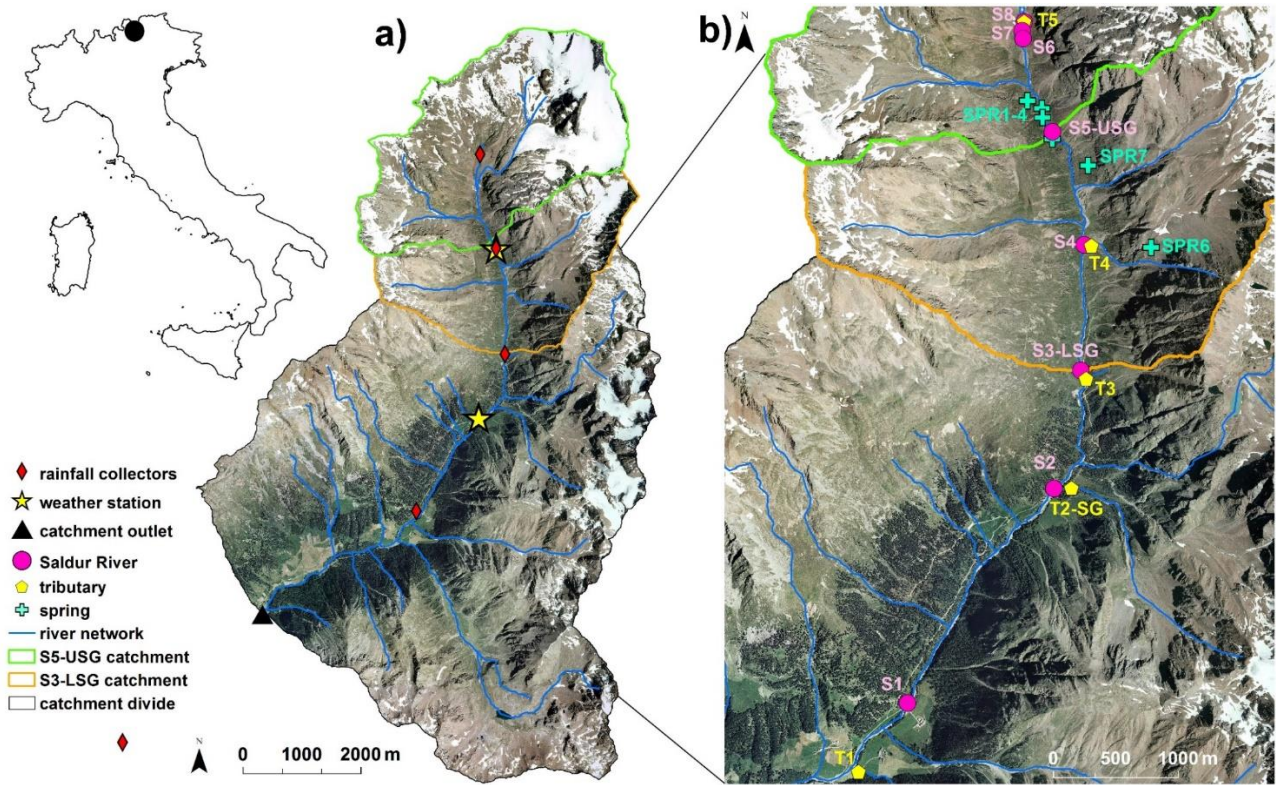 a)
b)
N
S8
T5
S7
S6
SPR1-4
S5-USG
SPR7
S4
T4
SPR6
S3-LSG
T3
S2
T2-SG
S1
T1
rainfall collectors
weather station
catchment outlet
Saldur River
tributary
spring
river network
S5-USG catchment
S3-LSG catchment
catchment divide
N
0 1000 2000 m
0 1000 m